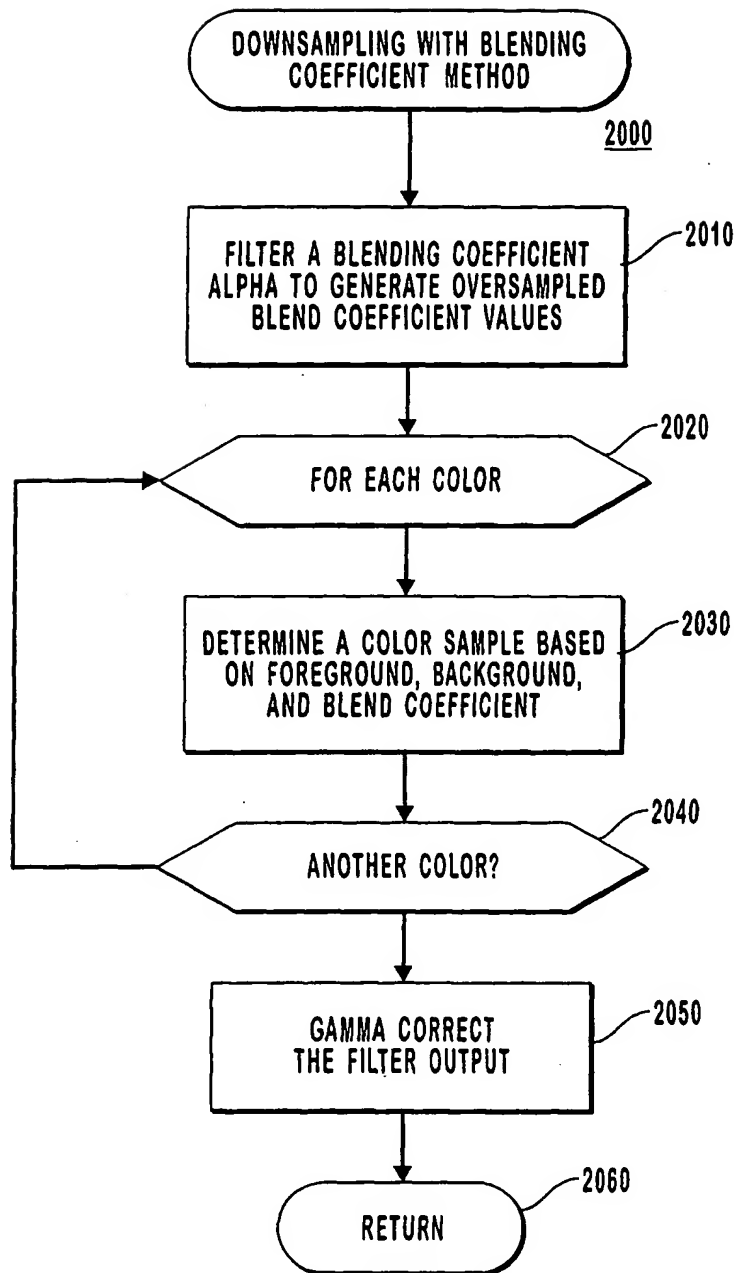 DOWNSAMPLING WITH BLENDING
COEFFICIENT METHOD
2000
2010
FILTER A BLENDING COEFFICIENT
ALPHA TO GENERATE OVERSAMPLED
BLEND COEFFICIENT VALUES
2020
FOR EACH COLOR
2030
DETERMINE A COLOR SAMPLE BASED
ON FOREGROUND, BACKGROUND,
AND BLEND COEFFICIENT
2040
ANOTHER COLOR?
2050
GAMMA CORRECT
THE FILTER OUTPUT
2060
RETURN